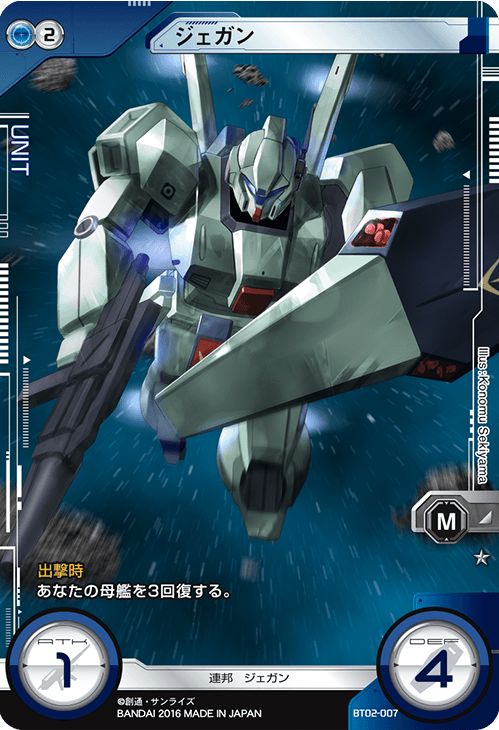 2
ジェガン
UNIT
Illus:Konomu Sekiyama
M
出撃時
あなたの母艦を3回復する。
ATK
1
DEF
4
連邦　ジェガン
©創通・サンライズ
BANDAI 2016 MADE IN JAPAN
BT02-007